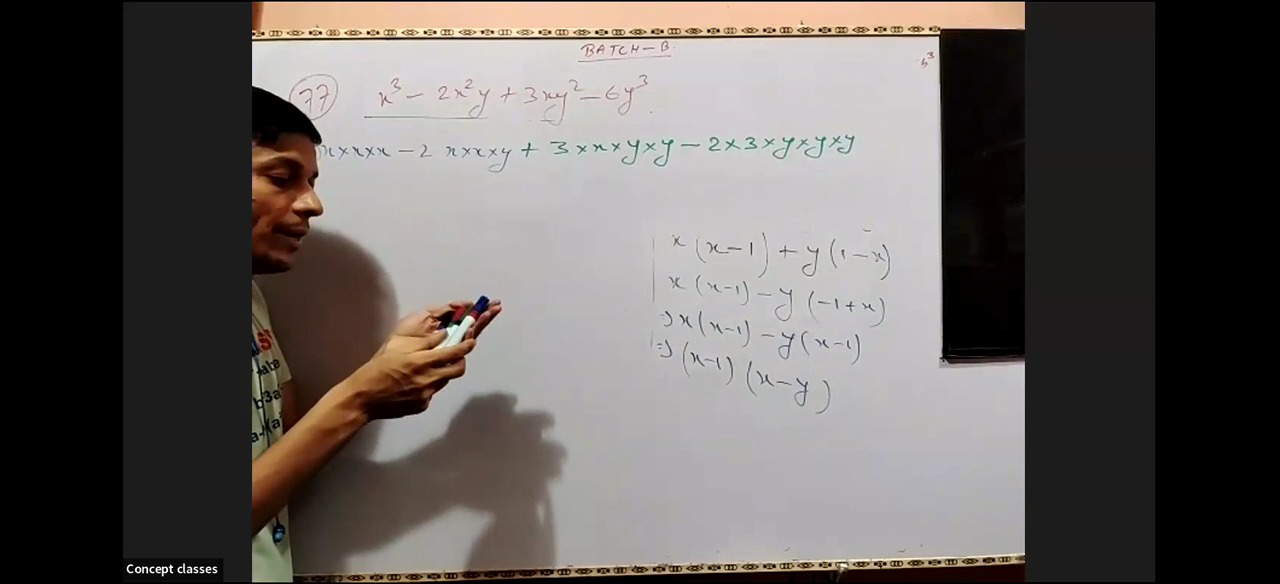 BATCH-B
77 x³ - 2x²y + 3xy² - 6y³
x×x×x - 2 x×x×y + 3×x×y×y - 2×3×y×y×y
x(x-1) + y(1-x)
x(x-1) - y(-1+x)
⇒ x(x-1) - y(x-1)
⇒ (x-1) (x-y)
Concept classes